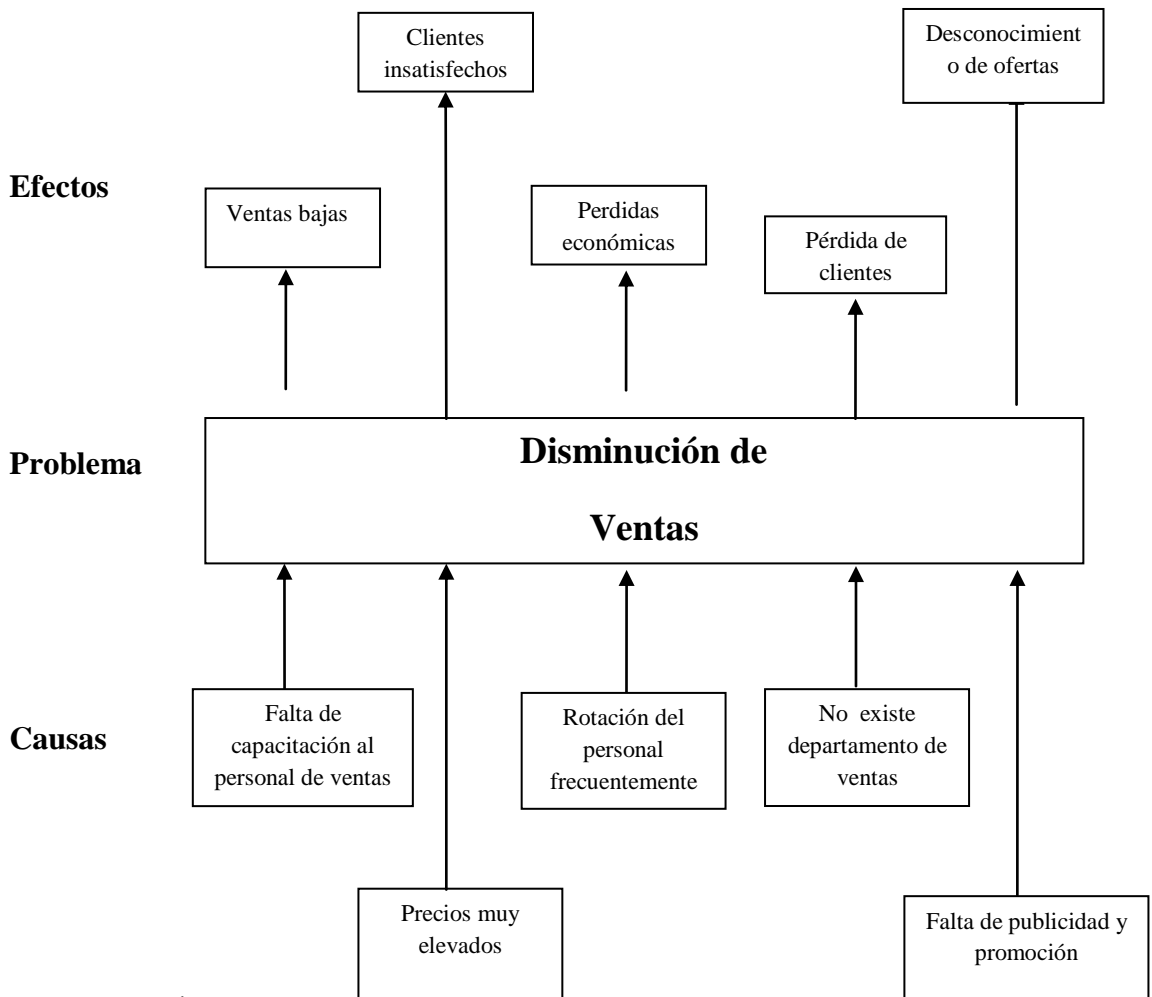 Clientes
insatisfechos
Desconocimient
o de ofertas
Efectos
Ventas bajas
Perdidas
económicas
Pérdida de
clientes
Problema
Disminución de
Ventas
Causas
Falta de
capacitación al
personal de ventas
Rotación del
personal
frecuentemente
No existe
departamento de
ventas
Precios muy
elevados
Falta de publicidad y
promoción